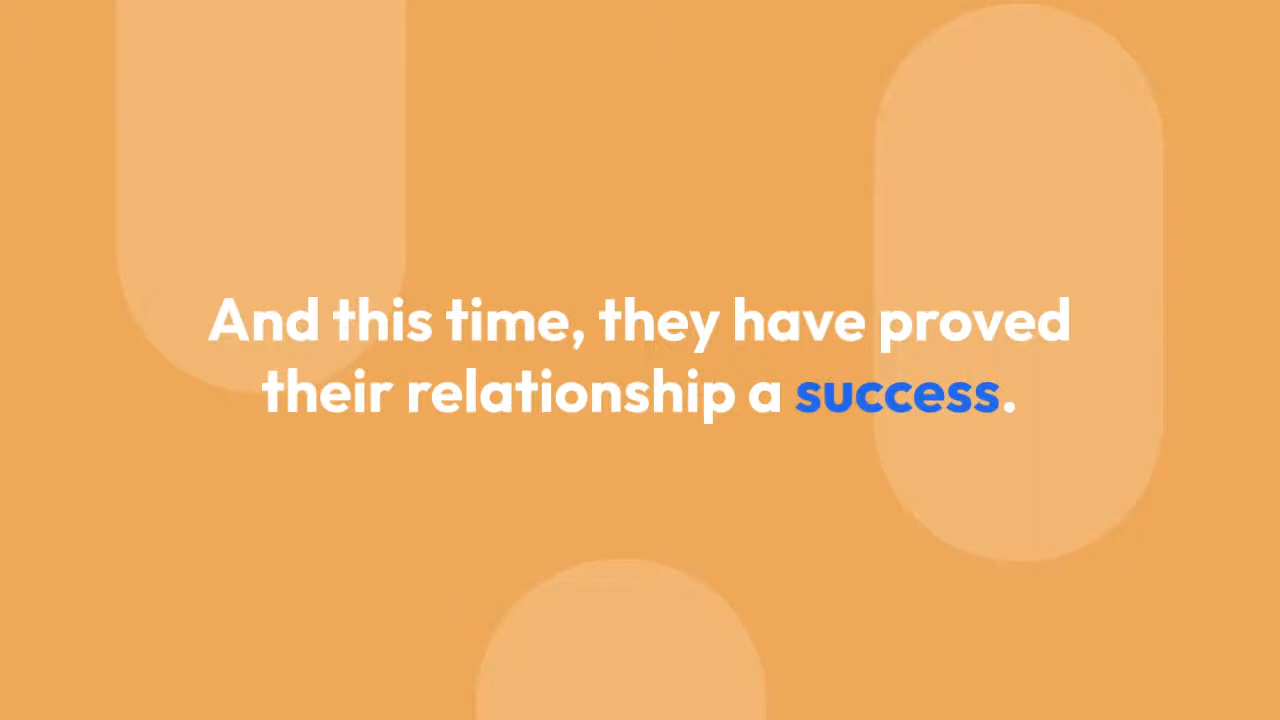 And this time, they have proved
their relationship a success.